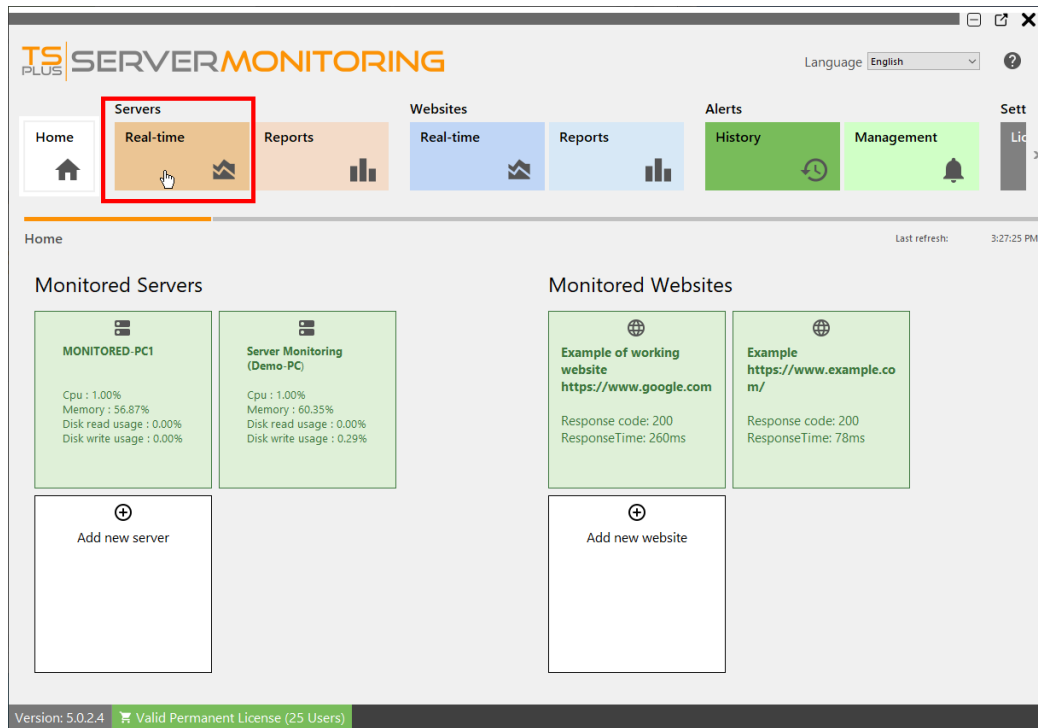 TS PLUS SERVERMONITORING
Language English
Servers
Websites
Alerts
Sett
Home
Real-time
Reports
Real-time
Reports
History
Management
Lic
Home
Last refresh: 3:27:25 PM
Monitored Servers
Monitored Websites
MONITORED-PC1
Cpu : 1.00%
Memory : 56.87%
Disk read usage : 0.00%
Disk write usage : 0.00%
Server Monitoring
(Demo-PC)
Cpu : 1.00%
Memory : 60.35%
Disk read usage : 0.00%
Disk write usage : 0.29%
Example of working
website
https://www.google.com
Response code: 200
ResponseTime: 260ms
Example
https://www.example.co
m/
Response code: 200
ResponseTime: 78ms
Add new server
Add new website
Version: 5.0.2.4
Valid Permanent License (25 Users)